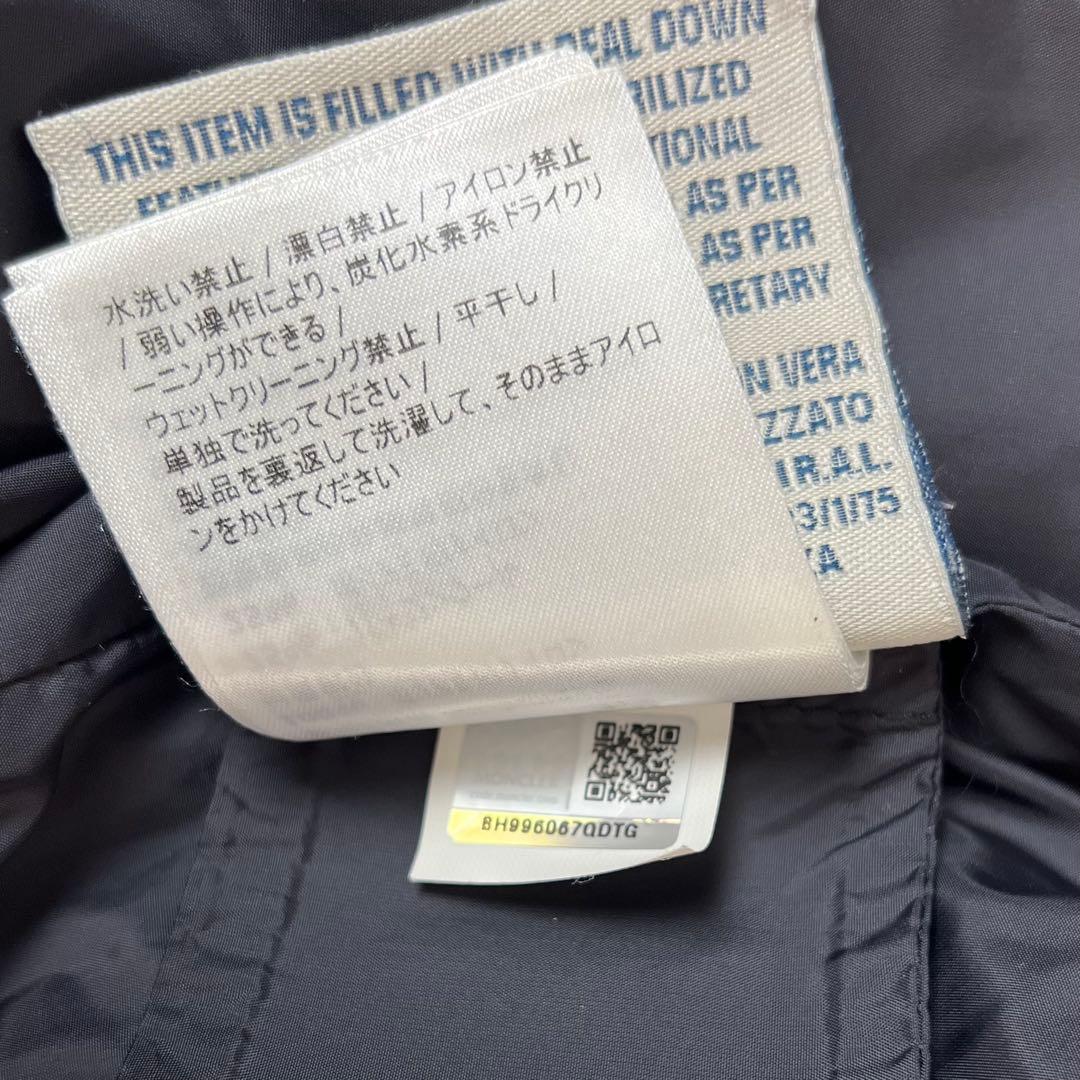 THIS ITEM IS FILLED WITH REAL DOWN
RILIZED
TIONAL
AS PER
AS PER
RETARY
N VERA
ZZATO
R.A.L.
3/1/75
水洗い禁止 / 漂白禁止 / アイロン禁止
/ 弱い操作により、炭化水素系ドライクリ
ーニングができる /
ウェットクリーニング禁止 / 平干し /
単独で洗ってください /
製品を裏返して洗濯して、そのままアイロ
ンをかけてください
MONCLER
BH996067QDTG